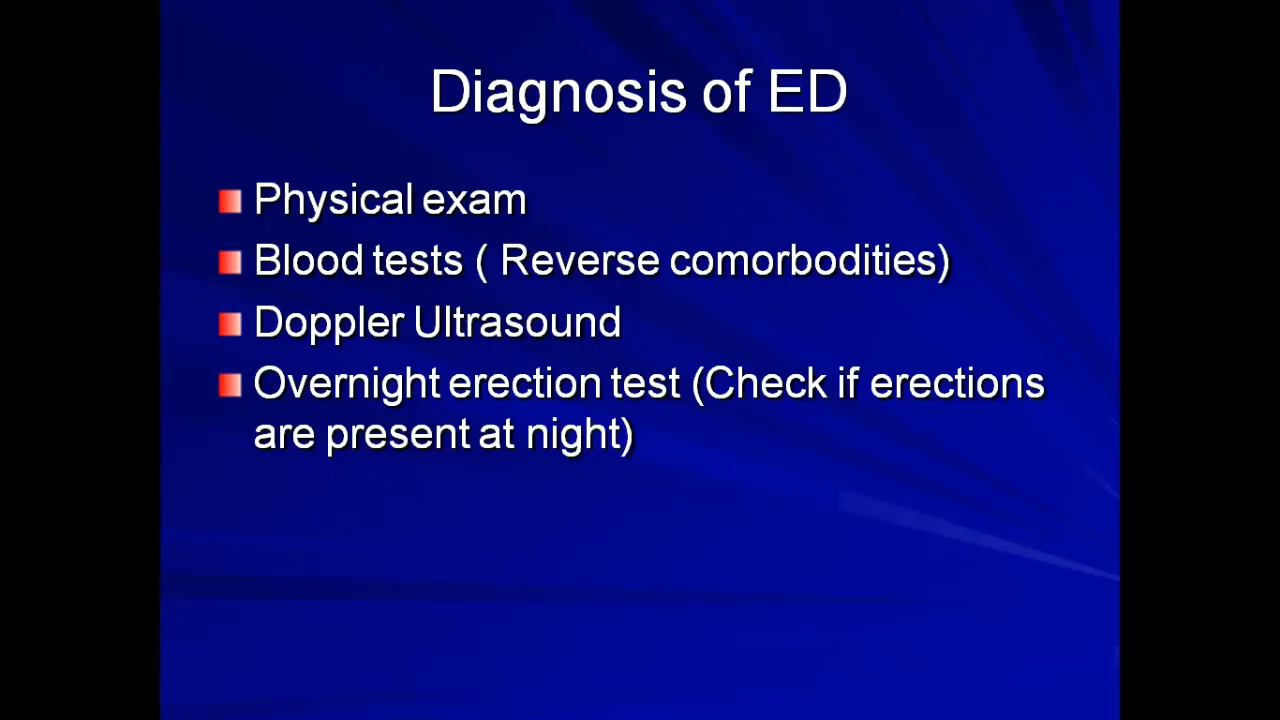 Diagnosis of ED
Physical exam
Blood tests ( Reverse comorbodities)
Doppler Ultrasound
Overnight erection test (Check if erections
are present at night)